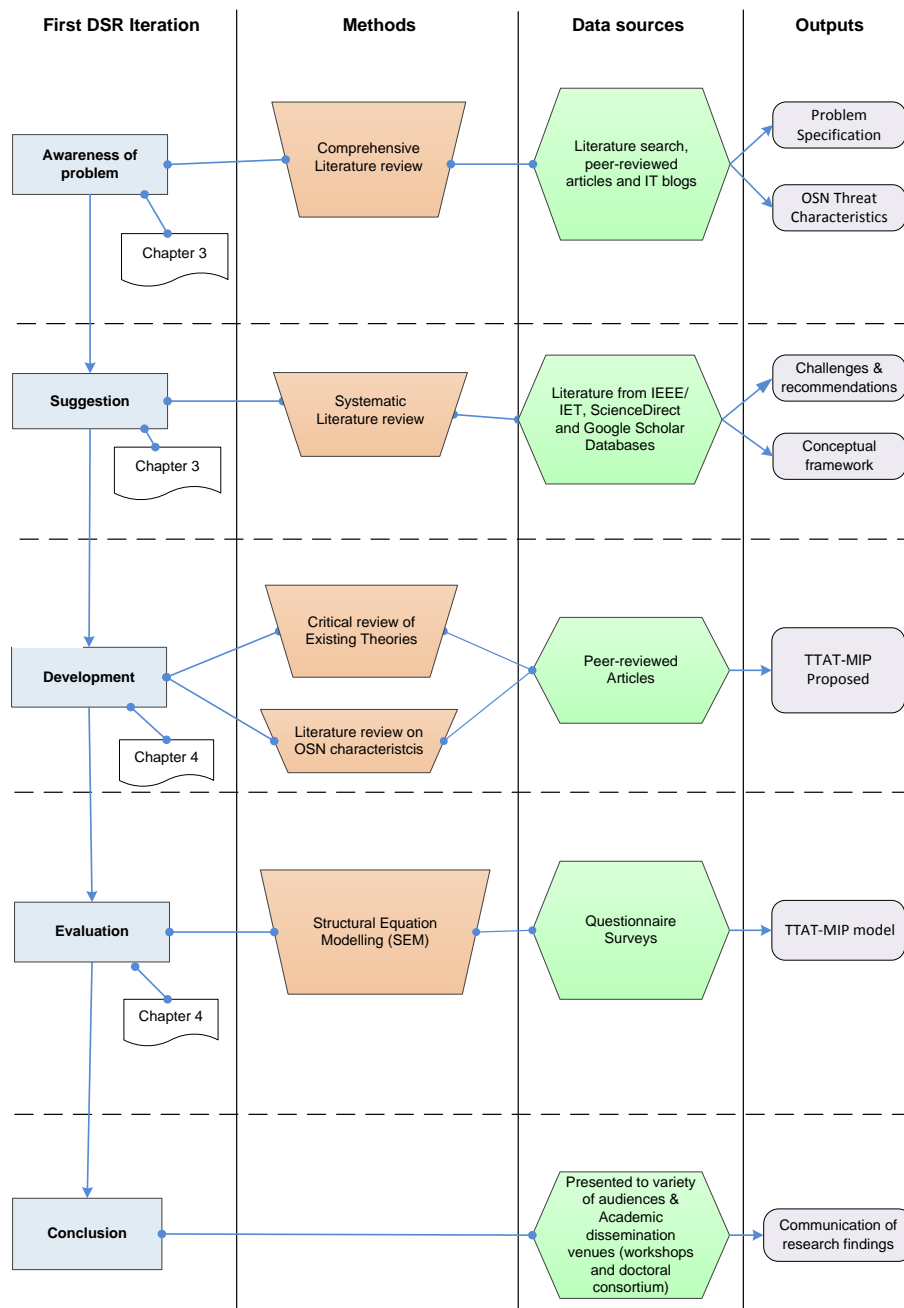 First DSR Iteration
Methods
Data sources
Outputs
Awareness of
problem
Chapter 3
Comprehensive
Literature review
Literature search,
peer-reviewed
articles and IT blogs
Problem
Specification
OSN Threat
Characteristics
Suggestion
Chapter 3
Systematic
Literature review
Literature from IEEE/
IET, ScienceDirect
and Google Scholar
Databases
Challenges &
recommendations
Conceptual
framework
Development
Chapter 4
Critical review of
Existing Theories
Literature review on
OSN characteristcis
Peer-reviewed
Articles
TTAT-MIP
Proposed
Evaluation
Chapter 4
Structural Equation
Modelling (SEM)
Questionnaire
Surveys
TTAT-MIP model
Conclusion
Presented to variety
of audiences &
Academic
dissemination
venues (workshops
and doctoral
consortium)
Communication of
research findings